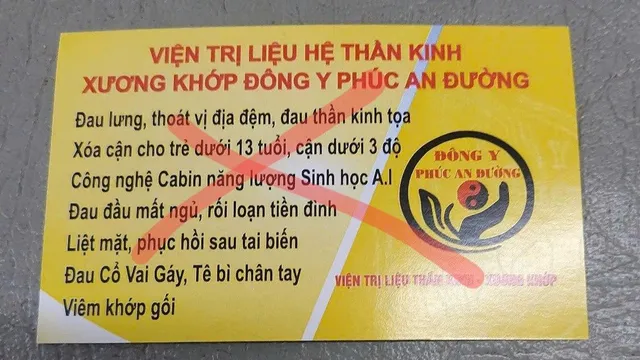 VIỆN TRỊ LIỆU HỆ THẦN KINH
XƯƠNG KHỚP ĐÔNG Y PHÚC AN ĐƯỜNG
Đau lưng, thoát vị địa đệm, đau thần kinh tọa
Xóa cận cho trẻ dưới 13 tuổi, cận dưới 3 độ
Công nghệ Cabin năng lượng Sinh học A.I
Đau đầu mất ngủ, rối loạn tiền đình
Liệt mặt, phục hồi sau tai biến
Đau Cổ Vai Gáy, Tê bì chân tay
Viêm khớp gối
ĐÔNG Y
PHÚC AN ĐƯỜNG
VIỆN TRỊ LIỆU THẦN KINH - XƯƠNG KHỚP